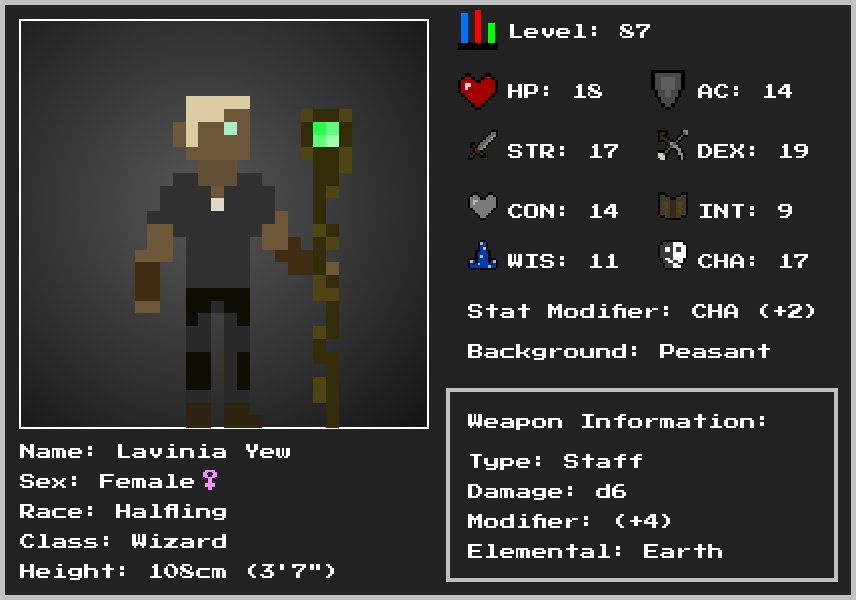 Level: 87
HP: 18
AC: 14
STR: 17
DEX: 19
CON: 14
INT: 9
WIS: 11
CHA: 17
Stat Modifier: CHA (+2)
Background: Peasant
Weapon Information:
Type: Staff
Damage: d6
Modifier: (+4)
Elemental: Earth
Name: Lavinia Yew
Sex: Female♀
Race: Halfling
Class: Wizard
Height: 108cm (3'7")